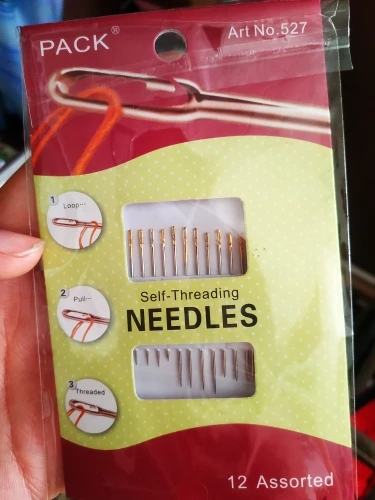 PACK®
Art No.527
1
Loop...
2
Pull...
3
Threaded
Self-Threading
NEEDLES
12 Assorted